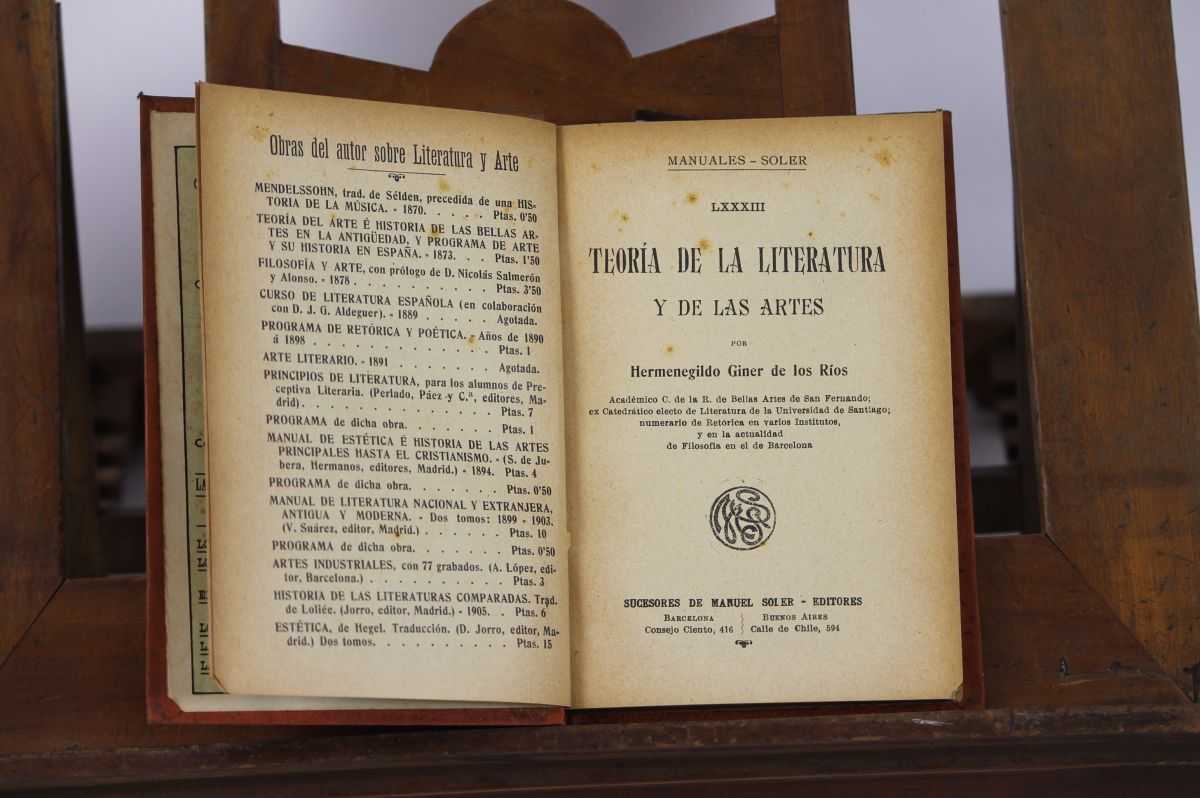 Obras del autor sobre Literatura y Arte
MENDELSSOHN, trad. de Sélden, precedida de una HIS-
TORIA DE LA MÚSICA. - 1870. . . . . Ptas. 0'50
TEORÍA DEL ARTE É HISTORIA DE LAS BELLAS AR-
TES EN LA ANTIGÜEDAD, Y PROGRAMA DE ARTE
Y SU HISTORIA EN ESPAÑA. - 1873. . . Ptas. 1'50
FILOSOFÍA Y ARTE, con prólogo de D. Nicolás Salmerón
y Alonso. - 1878 . . . . . . . . . . Ptas. 3'50
CURSO DE LITERATURA ESPAÑOLA (en colaboración
con D. J. G. Aldeguer). - 1889 . . . . . Agotada.
PROGRAMA DE RETÓRICA Y POÉTICA. - Años de 1890
á 1898 . . . . . . . . . . . . . Ptas. 1
ARTE LITERARIO. - 1891 . . . . . . . Agotada.
PRINCIPIOS DE LITERATURA, para los alumnos de Pre-
ceptiva Literaria. (Perlado, Páez y C.ª, editores, Ma-
drid). . . . . . . . . . . . . . Ptas. 7
PROGRAMA de dicha obra. . . . . . . Ptas. 1
MANUAL DE ESTÉTICA É HISTORIA DE LAS ARTES
PRINCIPALES HASTA EL CRISTIANISMO. - (S. de Ju-
bera, Hermanos, editores, Madrid.) - 1894. Ptas. 4
PROGRAMA de dicha obra. . . . . . . Ptas. 0'50
MANUAL DE LITERATURA NACIONAL Y EXTRANJERA,
ANTIGUA Y MODERNA. - Dos tomos: 1899 - 1903.
(V. Suárez, editor, Madrid.) . . . . . . Ptas. 10
PROGRAMA de dicha obra. . . . . . . Ptas. 0'50
ARTES INDUSTRIALES, con 77 grabados. (A. López, edi-
tor, Barcelona.) . . . . . . . . . . Ptas. 3
HISTORIA DE LAS LITERATURAS COMPARADAS. Trad.
de Loliée. (Jorro, editor, Madrid.) - 1905. . Ptas. 6
ESTÉTICA, de Hegel. Traducción. (D. Jorro, editor, Ma-
drid.) Dos tomos. . . . . . . . . . Ptas. 15
MANUALES - SOLER
LXXXIII
TEORÍA DE LA LITERATURA
Y DE LAS ARTES
POR
Hermenegildo Giner de los Ríos
Académico C. de la R. de Bellas Artes de San Fernando;
ex Catedrático electo de Literatura de la Universidad de Santiago;
numerario de Retórica en varios Institutos,
y en la actualidad
de Filosofía en el de Barcelona
SUCESORES DE MANUEL SOLER - EDITORES
BARCELONA
Consejo Ciento, 416
BUENOS AIRES
Calle de Chile, 594